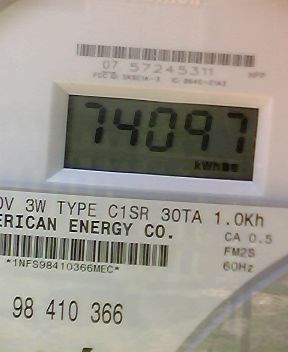 07 57245311
74097
kWh
0V 3W TYPE C1SR 30TA 1.0Kh
ERICAN ENERGY CO.
CA 0.5
FM2S
*1NFS98410366MEC*
60Hz
98 410 366